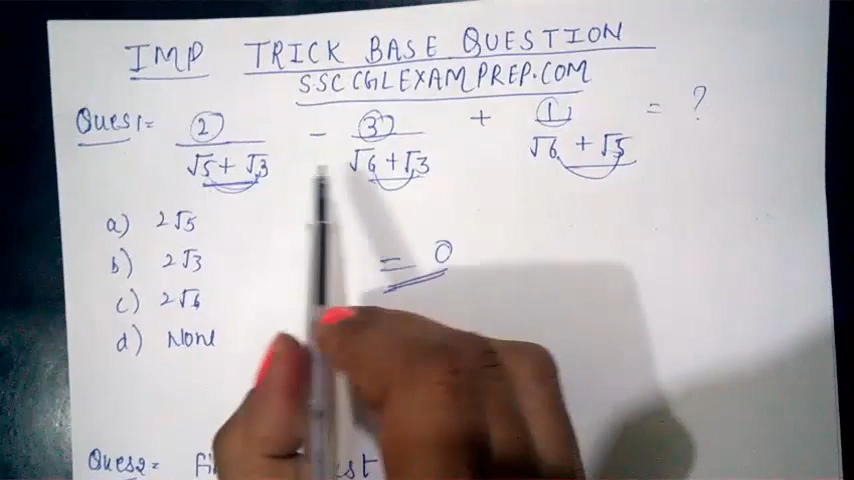 IMP TRICK BASE QUESTION
SSCCGLEXAMPREP.COM
Ques1= 2/(√5+√3) - 3/(√6+√3) + 1/(√6+√5) = ?
a) 2√5
b) 2√3
c) 2√6
d) None
= 0
Ques2=